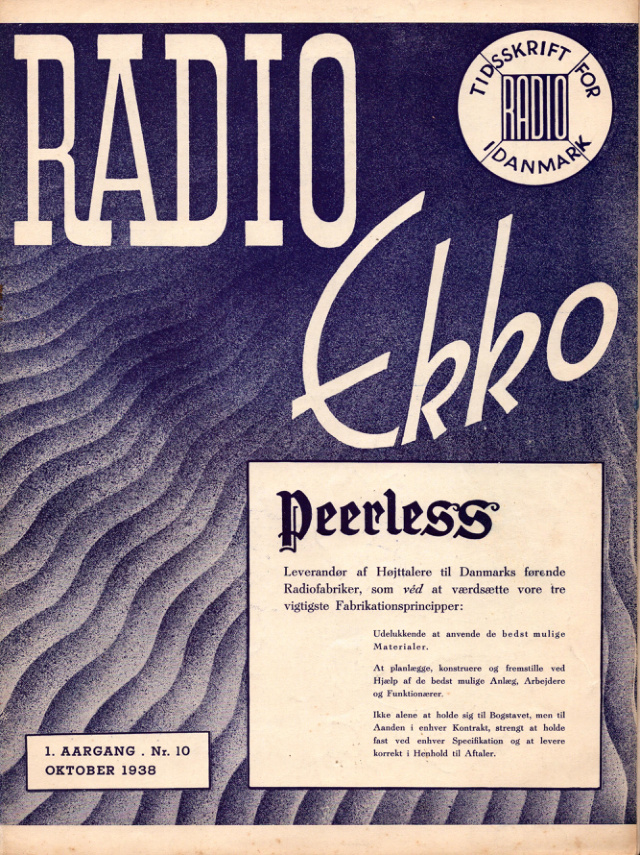 RADIO
Ekko
TIDSSKRIFT FOR
RADIO
I DANMARK
Peerless
Leverandør af Højttalere til Danmarks førende
Radiofabriker, som véd at værdsætte vore tre
vigtigste Fabrikationsprincipper:
Udelukkende at anvende de bedst mulige
Materialer.
At planlægge, konstruere og fremstille ved
Hjælp af de bedst mulige Anlæg, Arbejdere
og Funktionærer.
Ikke alene at holde sig til Bogstavet, men til
Aanden i enhver Kontrakt, strengt at holde
fast ved enhver Specifikation og at levere
korrekt i Henhold til Aftaler.
1. AARGANG . Nr. 10
OKTOBER 1938